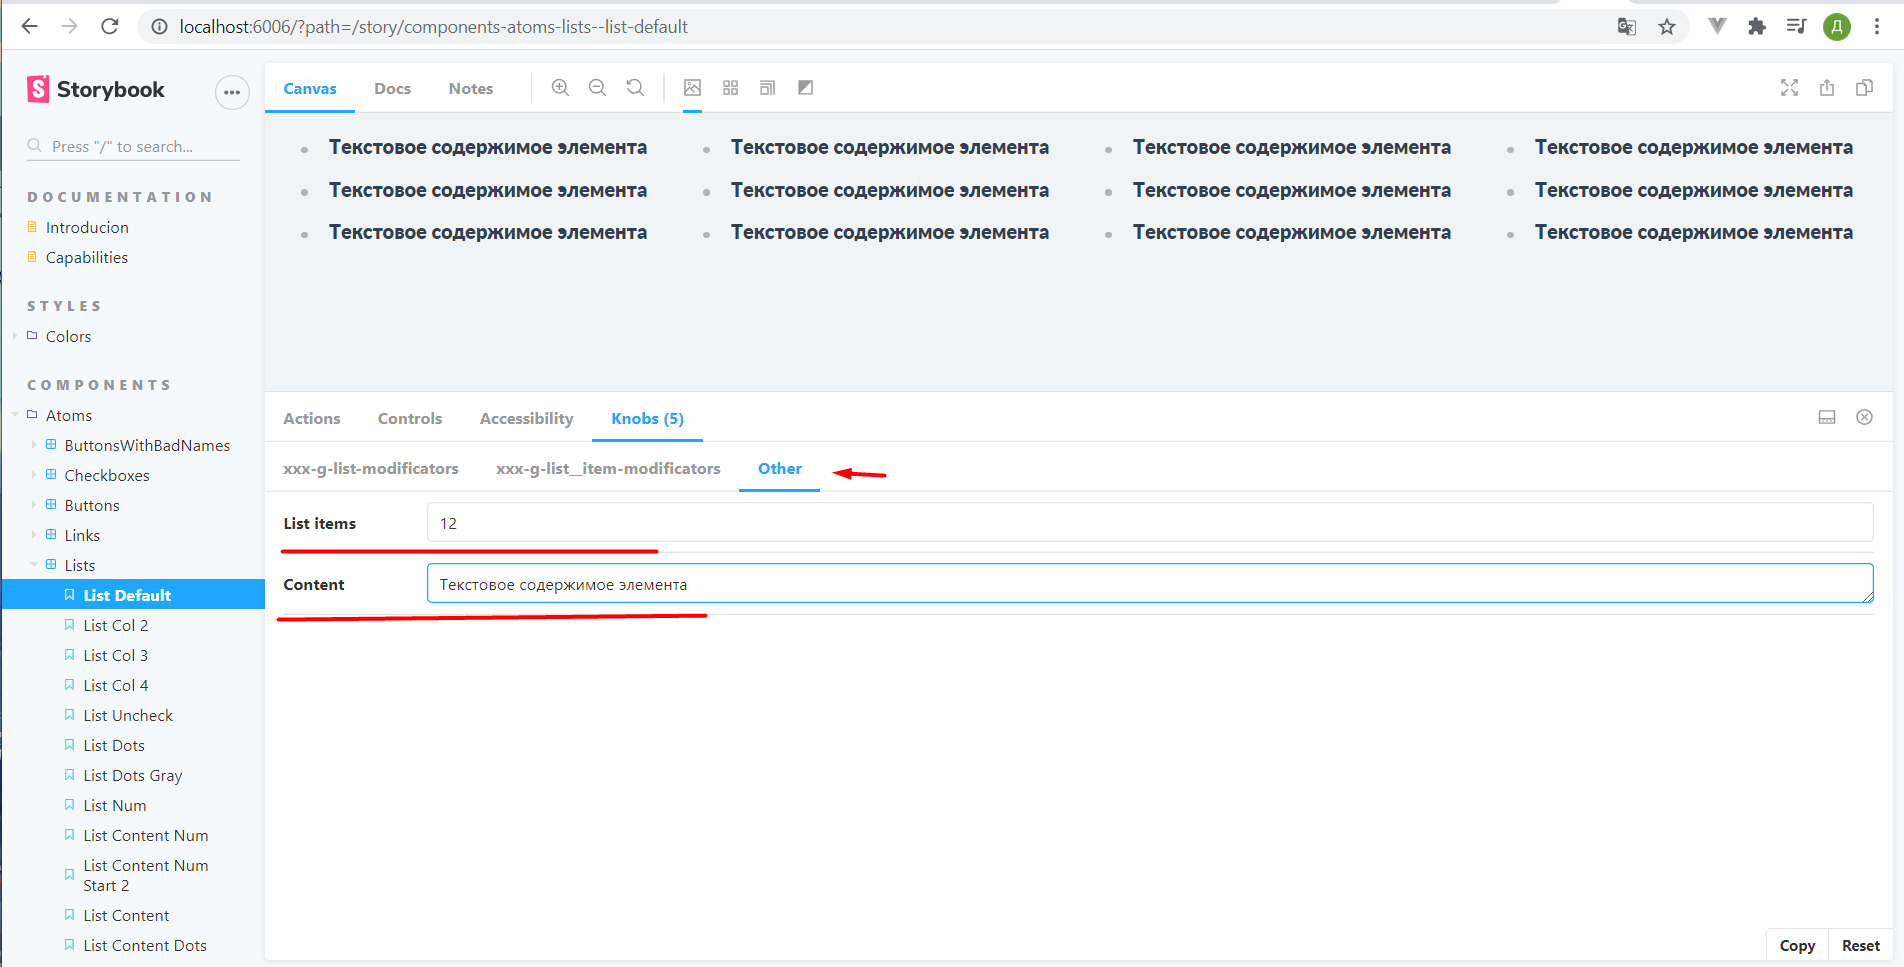 localhost:6006/?path=/story/components-atoms-lists--list-default
Д
Storybook
Press "/" to search...
DOCUMENTATION
Introducion
Capabilities
STYLES
Colors
COMPONENTS
Atoms
ButtonsWithBadNames
Checkboxes
Buttons
Links
Lists
List Default
List Col 2
List Col 3
List Col 4
List Uncheck
List Dots
List Dots Gray
List Num
List Content Num
List Content Num
Start 2
List Content
List Content Dots
Canvas Docs Notes
Текстовое содержимое элемента Текстовое содержимое элемента Текстовое содержимое элемента Текстовое содержимое элемента
Текстовое содержимое элемента Текстовое содержимое элемента Текстовое содержимое элемента Текстовое содержимое элемента
Текстовое содержимое элемента Текстовое содержимое элемента Текстовое содержимое элемента Текстовое содержимое элемента
Actions Controls Accessibility Knobs (5)
xxx-g-list-modificators xxx-g-list__item-modificators Other
List items 12
Content Текстовое содержимое элемента
Copy Reset